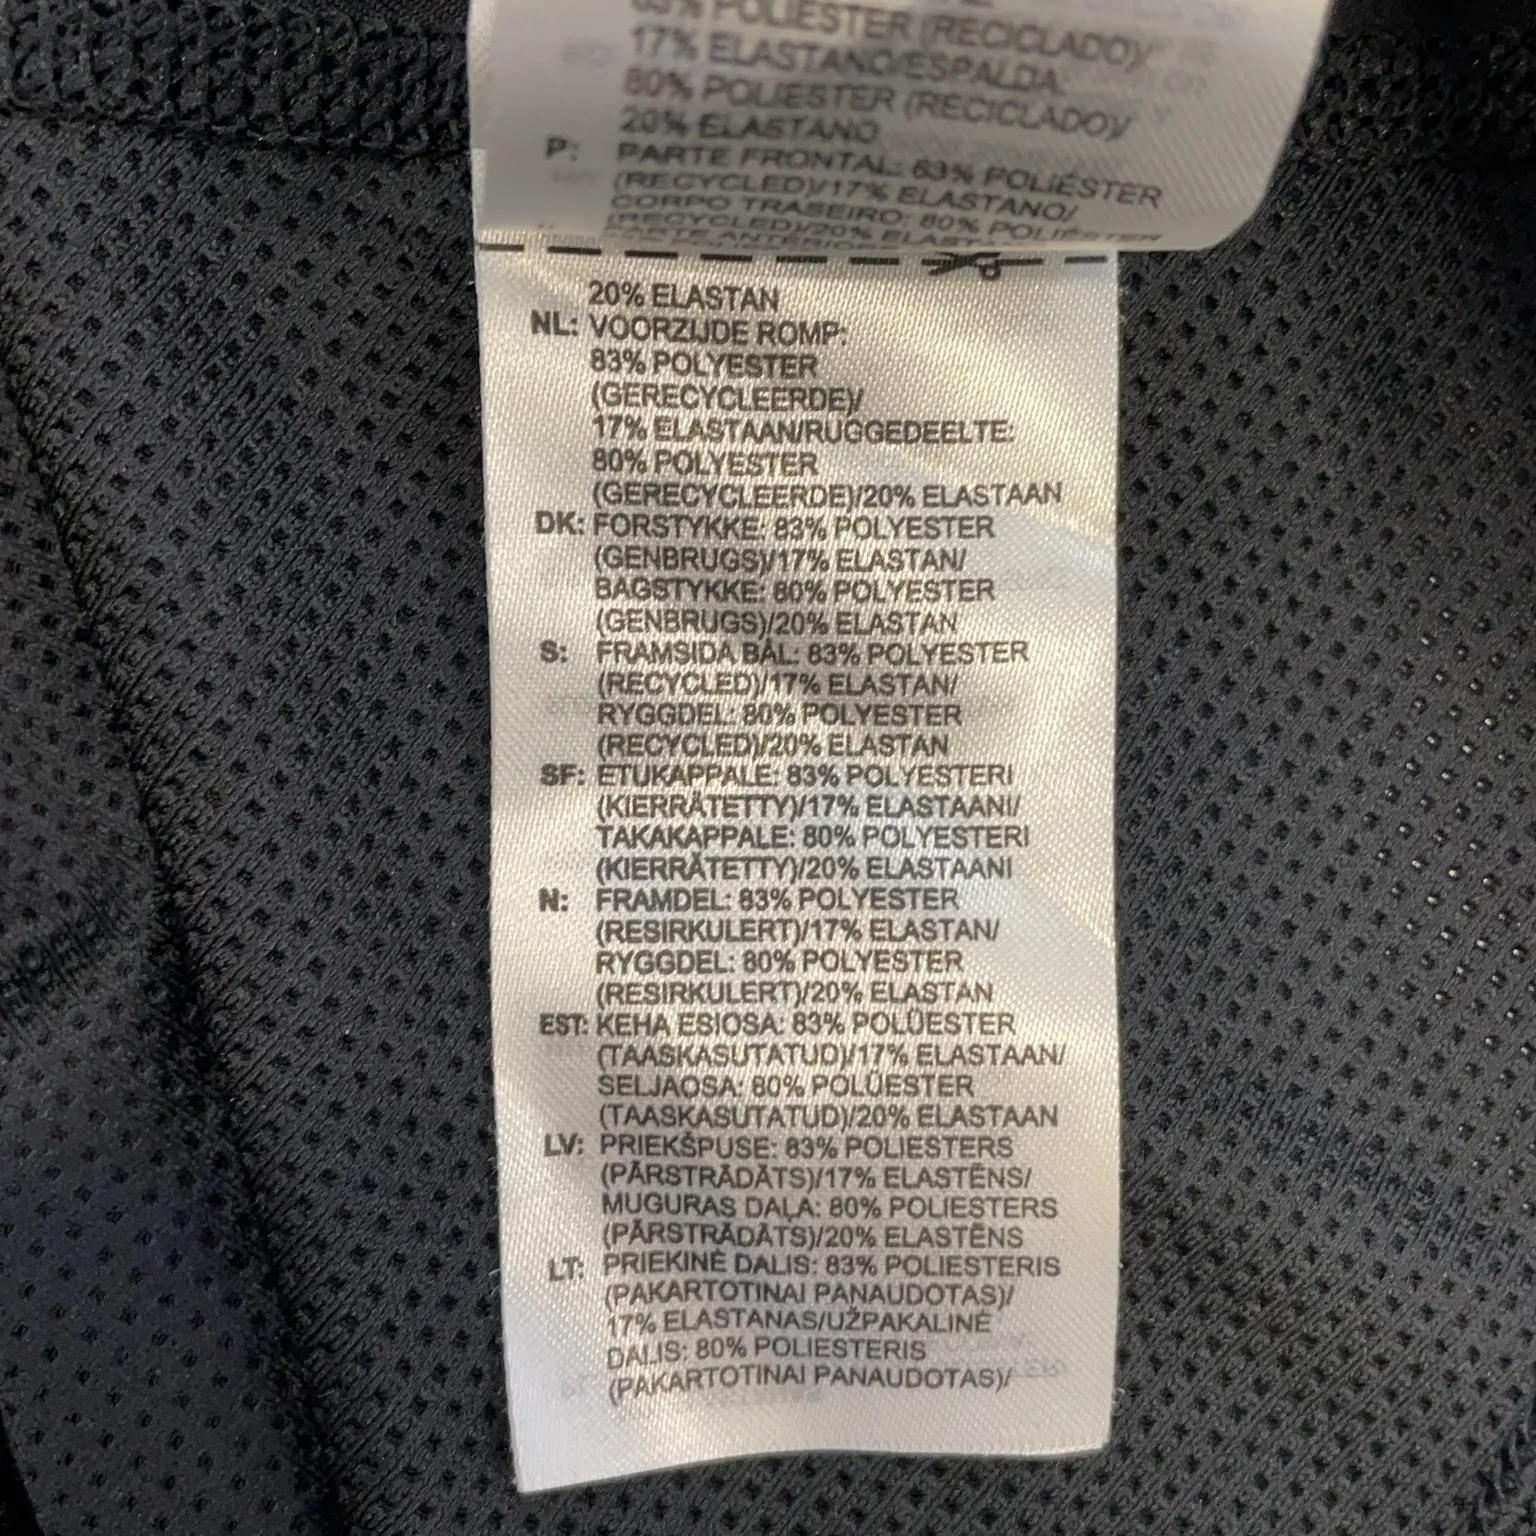 83% POLIESTER (RECICLADO)/
17% ELASTANO/ESPALDA:
80% POLIESTER (RECICLADO)/
20% ELASTANO
P: PARTE FRONTAL: 83% POLIÉSTER
(RECYCLED)/17% ELASTANO/
CORPO TRASEIRO: 80% POLIÉSTER
(RECYCLED)/20% ELASTANO
20% ELASTAN
NL: VOORZIJDE ROMP:
83% POLYESTER
(GERECYCLEERDE)/
17% ELASTAAN/RUGGEDEELTE:
80% POLYESTER
(GERECYCLEERDE)/20% ELASTAAN
DK: FORSTYKKE: 83% POLYESTER
(GENBRUGS)/17% ELASTAN/
BAGSTYKKE: 80% POLYESTER
(GENBRUGS)/20% ELASTAN
S: FRAMSIDA BÅL: 83% POLYESTER
(RECYCLED)/17% ELASTAN/
RYGGDEL: 80% POLYESTER
(RECYCLED)/20% ELASTAN
SF: ETUKAPPALE: 83% POLYESTERI
(KIERRÄTETTY)/17% ELASTAANI/
TAKAKAPPALE: 80% POLYESTERI
(KIERRÄTETTY)/20% ELASTAANI
N: FRAMDEL: 83% POLYESTER
(RESIRKULERT)/17% ELASTAN/
RYGGDEL: 80% POLYESTER
(RESIRKULERT)/20% ELASTAN
EST: KEHA ESIOSA: 83% POLÜESTER
(TAASKASUTATUD)/17% ELASTAAN/
SELJAOSA: 80% POLÜESTER
(TAASKASUTATUD)/20% ELASTAAN
LV: PRIEKŠPUSE: 83% POLIESTERS
(PĀRSTRĀDĀTS)/17% ELASTĒNS/
MUGURAS DAĻA: 80% POLIESTERS
(PĀRSTRĀDĀTS)/20% ELASTĒNS
LT: PRIEKINĖ DALIS: 83% POLIESTERIS
(PAKARTOTINAI PANAUDOTAS)/
17% ELASTANAS/UŽPAKALINĖ
DALIS: 80% POLIESTERIS
(PAKARTOTINAI PANAUDOTAS)/